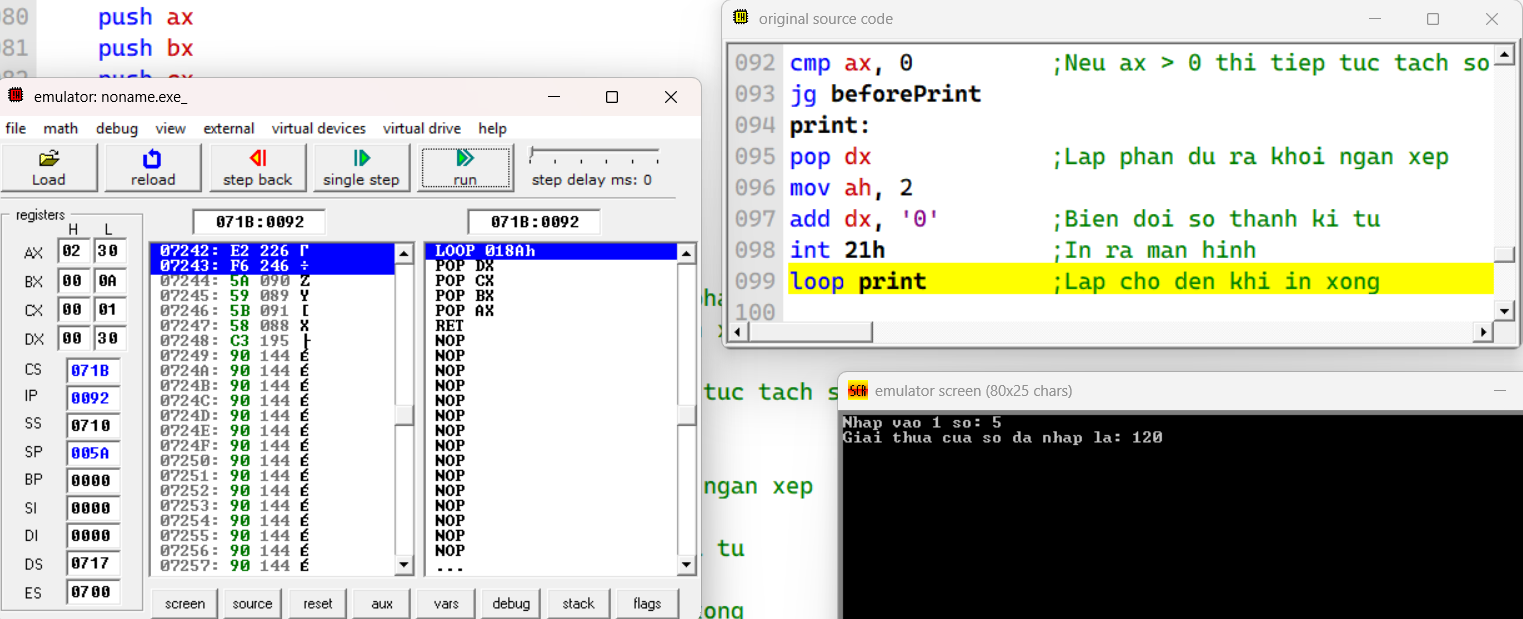 080 push ax
081 push bx
original source code
092 cmp ax, 0 ;Neu ax > 0 thi tiep tuc tach so
093 jg beforePrint
094 print:
095 pop dx ;Lap phan du ra khoi ngan xep
096 mov ah, 2
097 add dx, '0' ;Bien doi so thanh ki tu
098 int 21h ;In ra man hinh
099 loop print ;Lap cho den khi in xong
100
emulator: noname.exe_
file math debug view external virtual devices virtual drive help
Load reload step back single step run step delay ms: 0
registers
H L
AX 02 30
BX 00 0A
CX 00 01
DX 00 30
CS 071B
IP 0092
SS 0710
SP 005A
BP 0000
SI 0000
DI 0000
DS 0717
ES 0700
071B:0092 071B:0092
07242: E2 226 Γ LOOP 018Ah
07243: F6 246 ÷ POP DX
07244: 5A 090 Z POP CX
07245: 59 089 Y POP BX
07246: 5B 091 [ POP AX
07247: 58 088 X RET
07248: C3 195 ├ NOP
07249: 90 144 É NOP
0724A: 90 144 É NOP
0724B: 90 144 É NOP
0724C: 90 144 É NOP
0724D: 90 144 É NOP
0724E: 90 144 É NOP
0724F: 90 144 É NOP
07250: 90 144 É NOP
07251: 90 144 É NOP
07252: 90 144 É NOP
07253: 90 144 É NOP
07254: 90 144 É NOP
07255: 90 144 É NOP
07256: 90 144 É NOP
07257: 90 144 É ...
screen source reset aux vars debug stack flags
tuc tach s
ngan xep
tu
ong
SCR emulator screen (80x25 chars)
Nhap vao 1 so: 5
Giai thua cua so da nhap la: 120